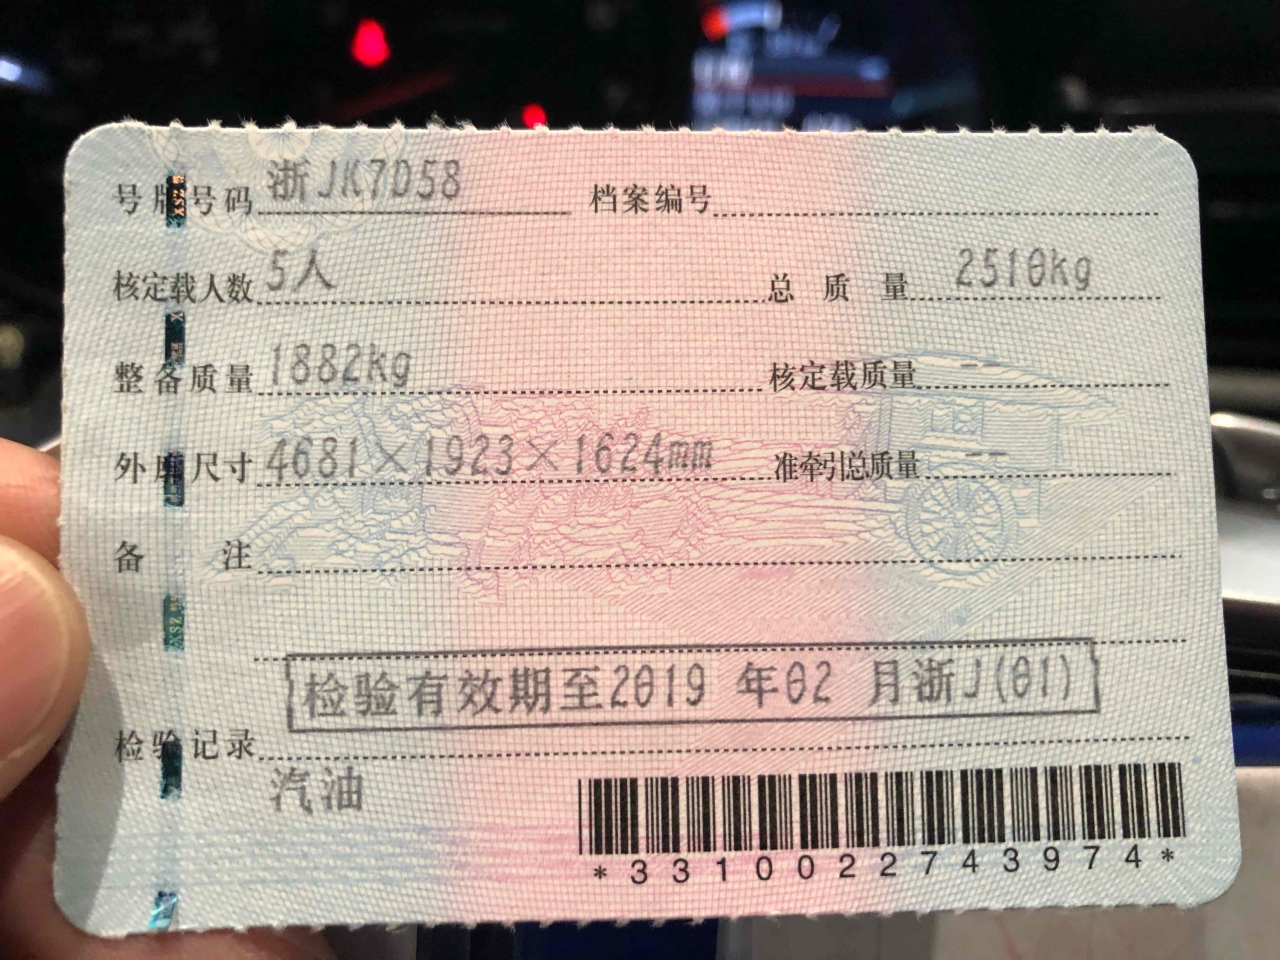 号牌号码 浙JK7D58 档案编号
核定载人数 5人 总质量 2510kg
整备质量 1882kg 核定载质量 --
外廓尺寸 4681×1923×1624mm 准牵引总质量 --
备注
检验有效期至2019 年02 月浙J(01)
检验记录
汽油
*3310022743974*